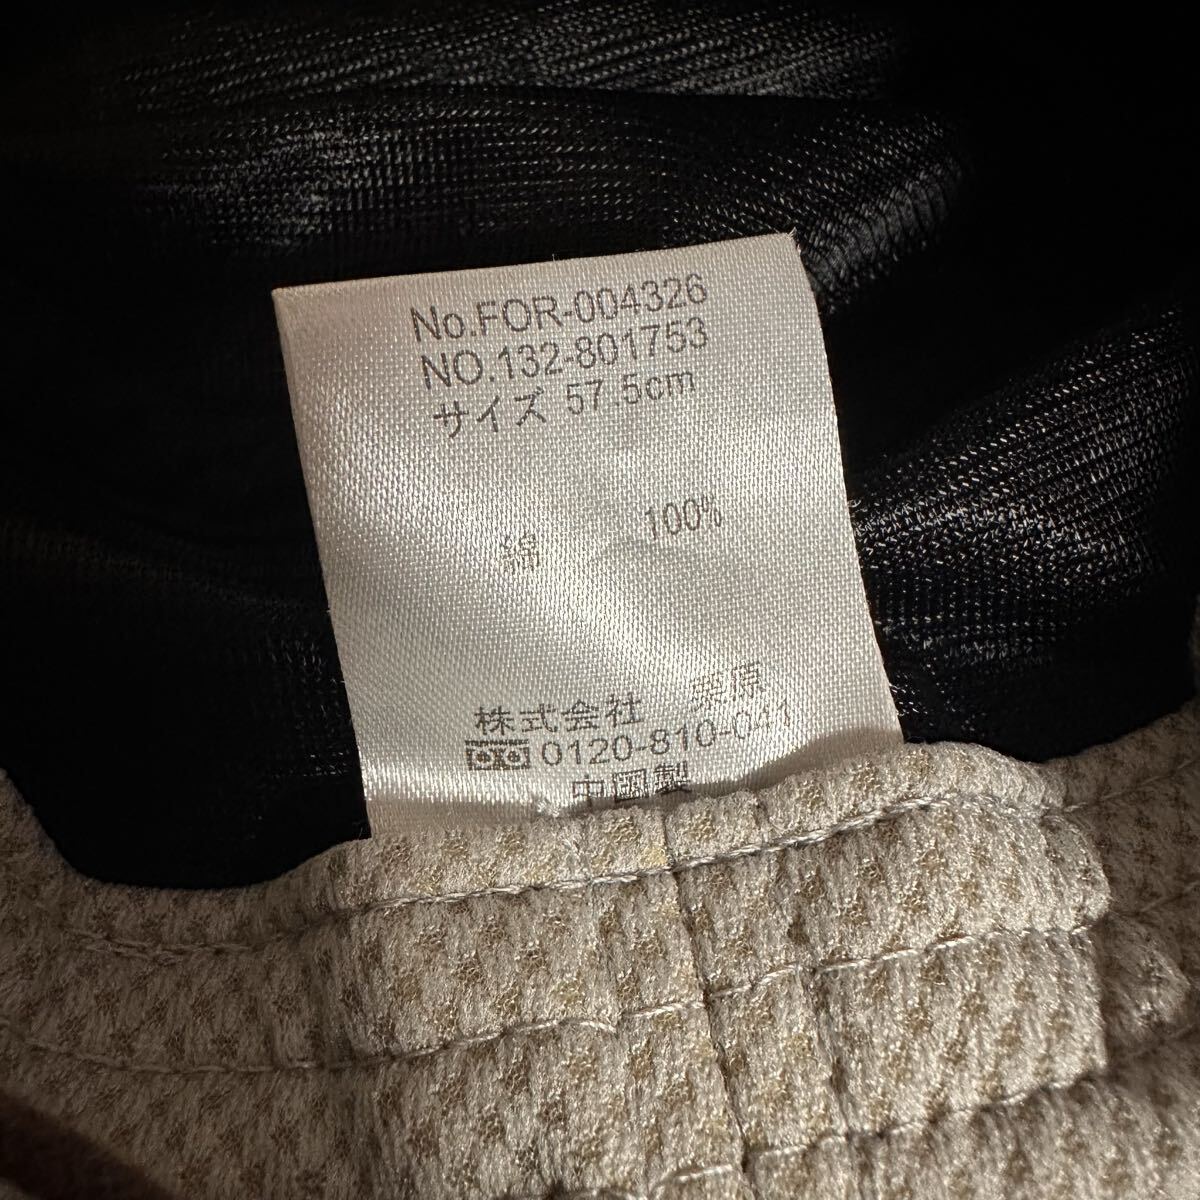 No.FOR-004326
NO.132-801753
サイズ 57.5cm
綿 100%
株式会社 栗原
0120-810-041
中国製